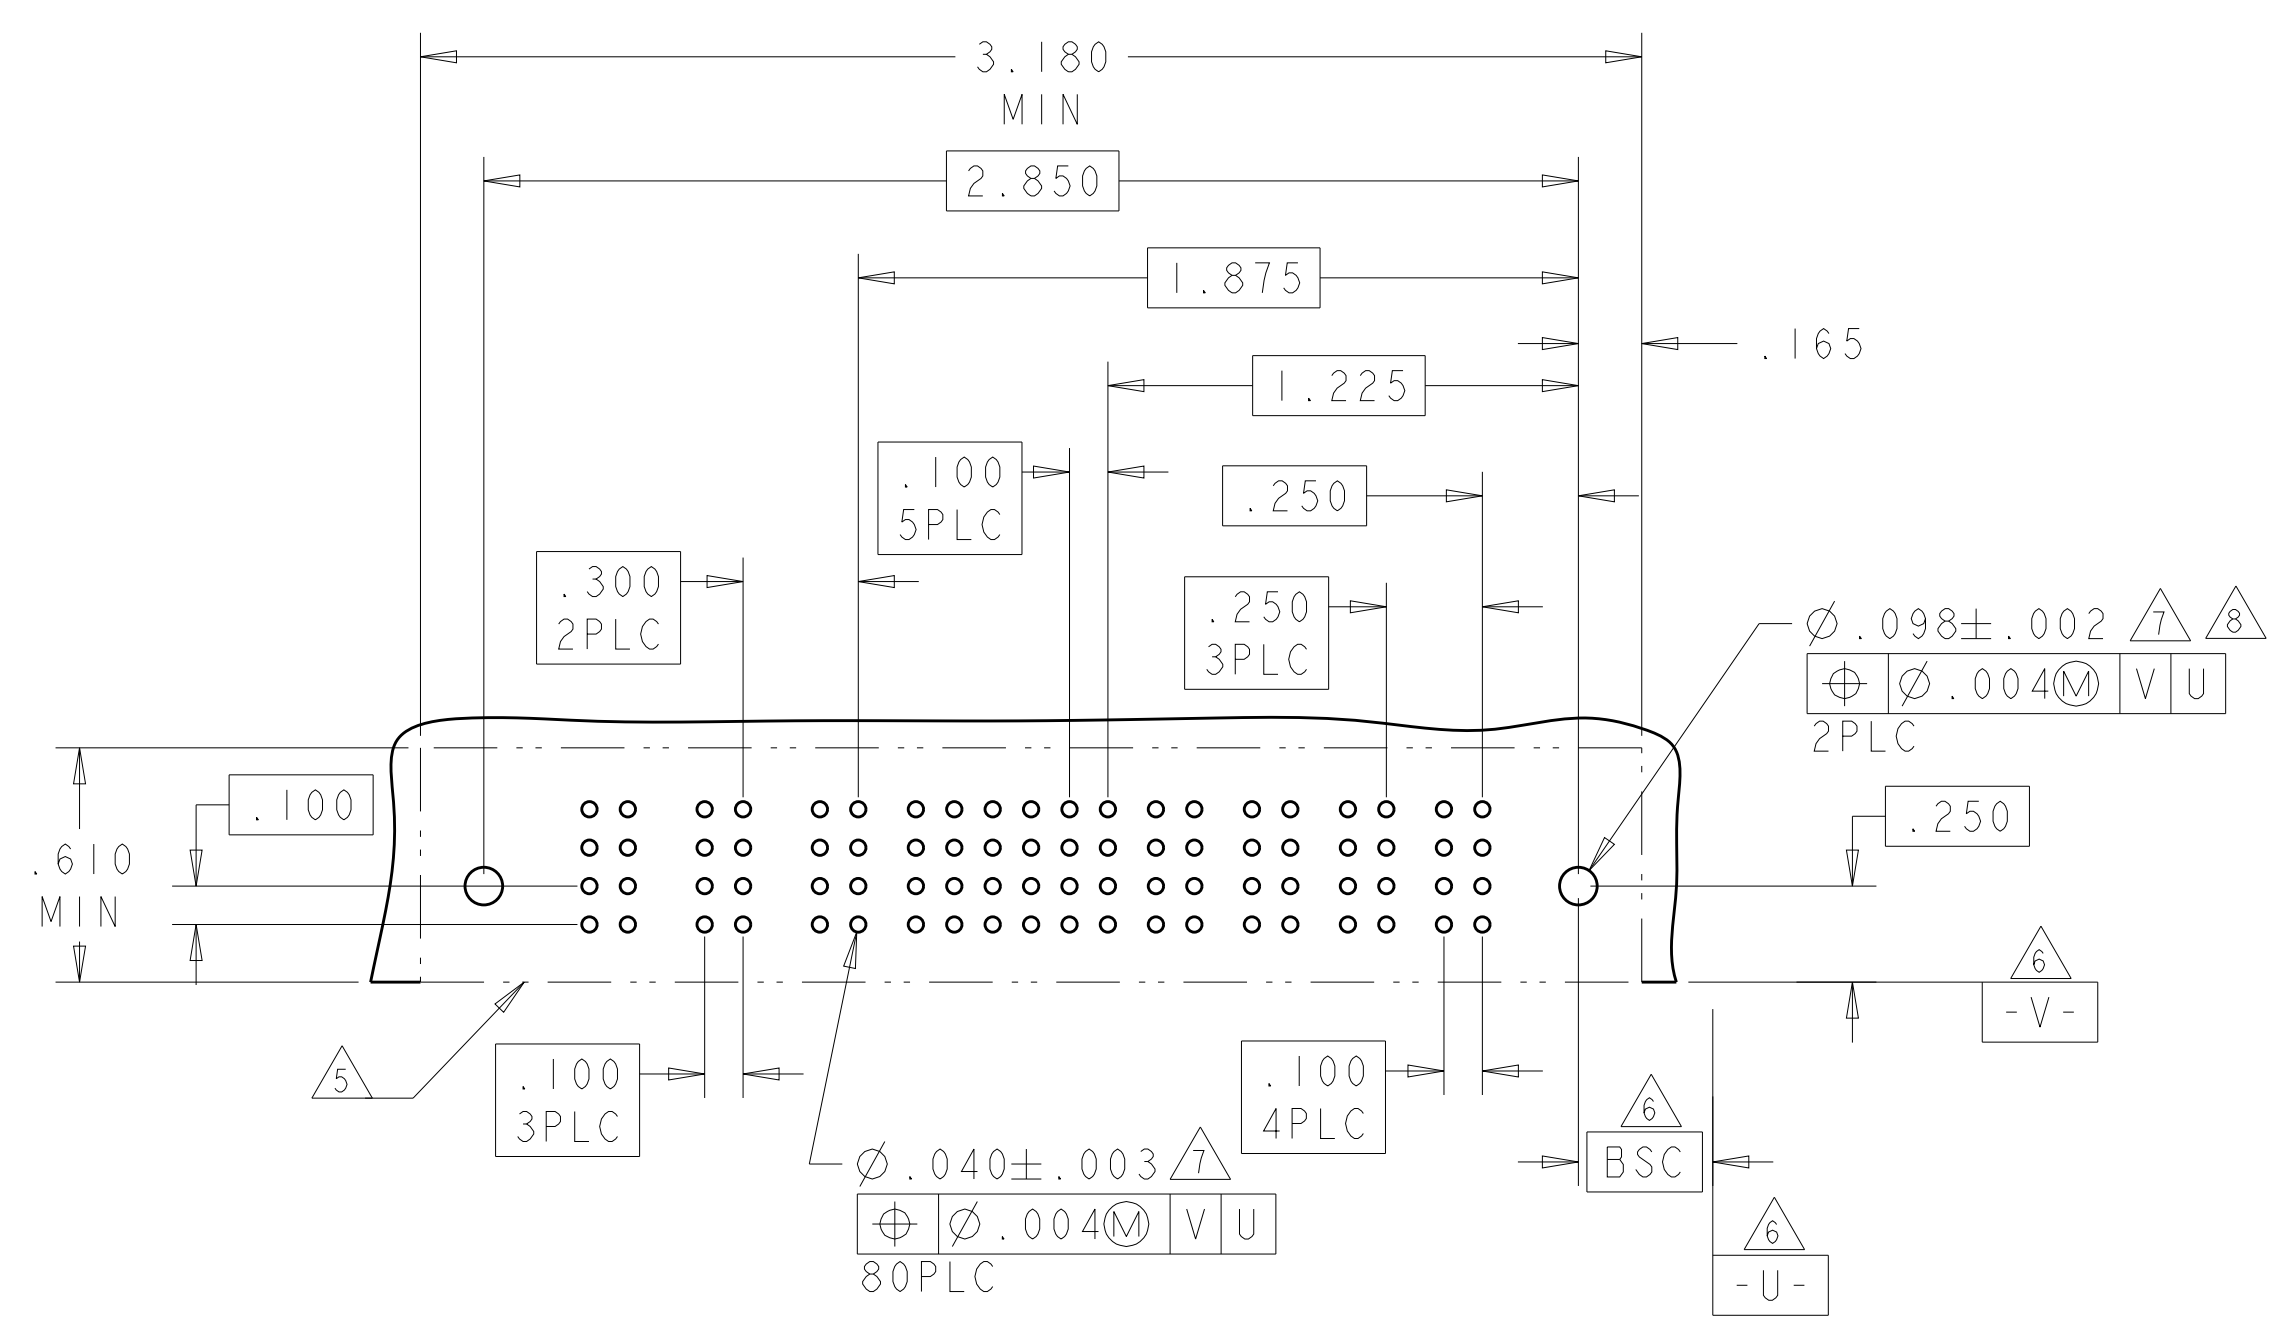 3.180
MIN
2.850
1.875
.165
1.225
.100
5PLC
.250
.300
2PLC
.250
3PLC
⌀.098±.002 7 8
⌖ ⌀.004Ⓜ V U
2PLC
.100
.250
.610
MIN
6
-V-
5
.100
3PLC
.100
4PLC
6
BSC
⌀.040±.003 7
⌖ ⌀.004Ⓜ V U
80PLC
6
-U-